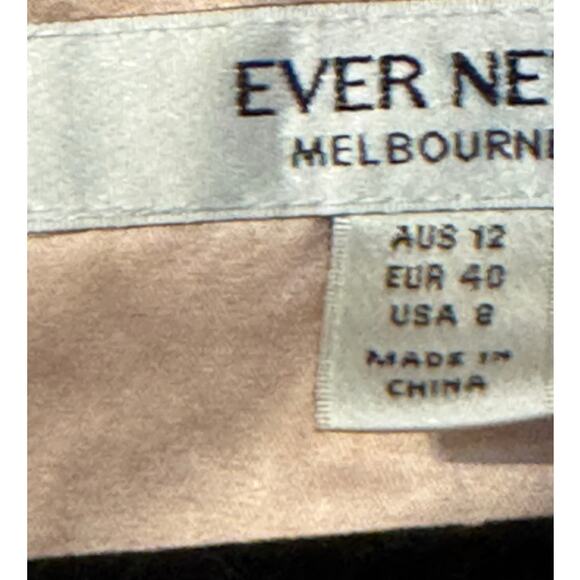 EVER NE
MELBOURN
AUS 12
EUR 40
USA 8
MADE IN
CHINA